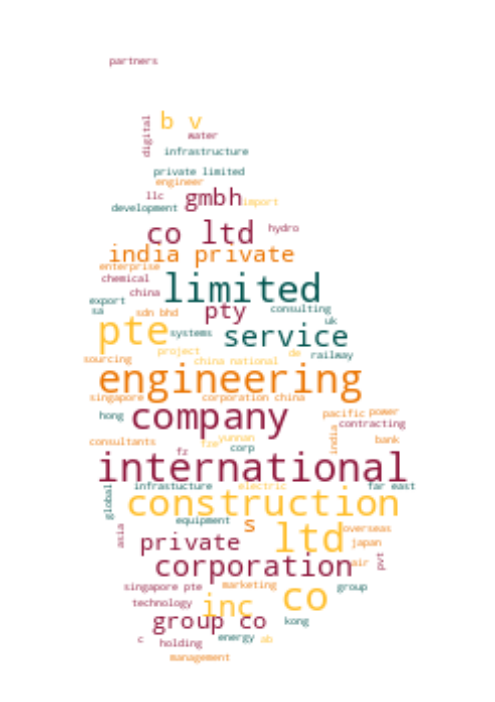 partners
digital
b v
water
infrastructure
private limited
engineer
llc
gmbh
import
development
co ltd
hydro
india private
enterprise
chemical
china
limited
export
sa
sdn bhd
pty
consulting
uk
pte
systems
service
project
de
railway
sourcing
china national
engineering
singapore
corporation china
hong
company
pacific
power
contracting
india
consultants
fze
yunnan
corp
bank
fz
international
global
infrastucture
electric
far east
construction
equipment
s
asia
ltd
overseas
private
japan
corporation
air
pvt
singapore pte
marketing
group
technology
inc
co
group co
kong
c
holding
energy
ab
management